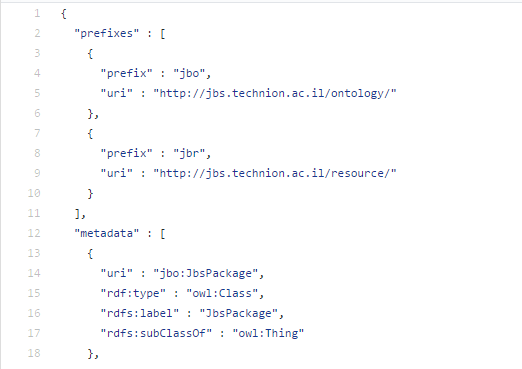 1 {
2 "prefixes" : [
3 {
4 "prefix" : "jbo",
5 "uri" : "http://jbs.technion.ac.il/ontology/"
6 },
7 {
8 "prefix" : "jbr",
9 "uri" : "http://jbs.technion.ac.il/resource/"
10 }
11 ],
12 "metadata" : [
13 {
14 "uri" : "jbo:JbsPackage",
15 "rdf:type" : "owl:Class",
16 "rdfs:label" : "JbsPackage",
17 "rdfs:subClassOf" : "owl:Thing"
18 },